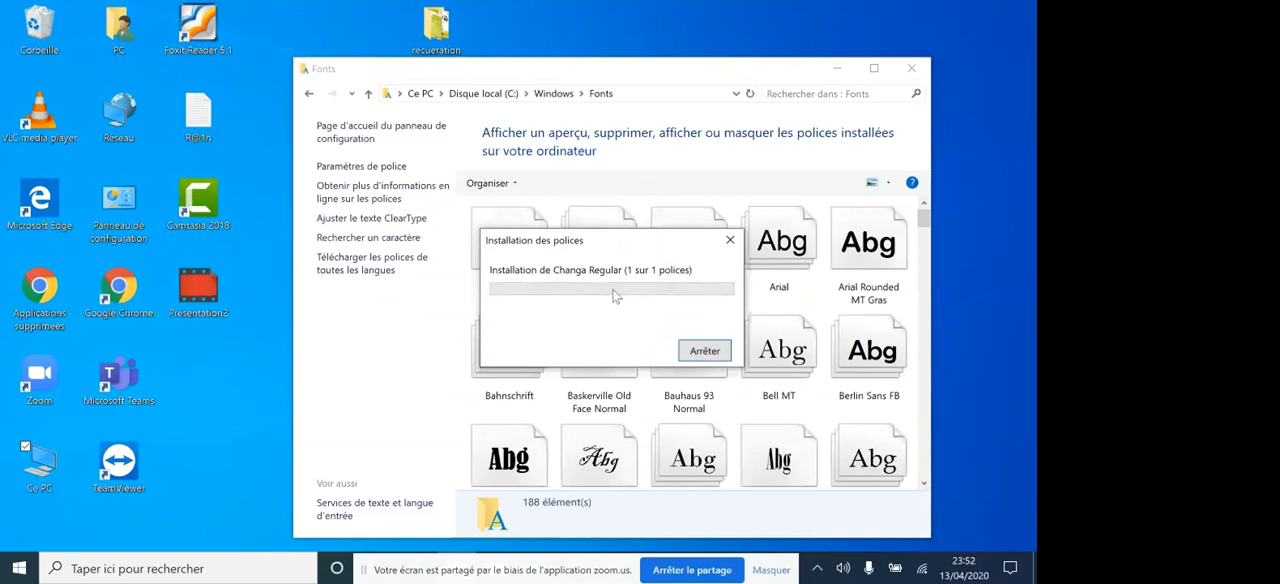 Corbeille
PC
Foxit Reader 5.1
recueration
VLC media player
Réseau
R@1n
Microsoft Edge
Panneau de
configuration
Camtasia 2018
Applications
supprimées
Google Chrome
Presentation2
Zoom
Microsoft Teams
Ce PC
TeamViewer
Fonts
Ce PC > Disque local (C:) > Windows > Fonts
Rechercher dans : Fonts
Page d'accueil du panneau de
configuration
Paramètres de police
Obtenir plus d'informations en
ligne sur les polices
Ajuster le texte ClearType
Rechercher un caractère
Télécharger les polices de
toutes les langues
Voir aussi
Services de texte et langue
d'entrée
Afficher un aperçu, supprimer, afficher ou masquer les polices installées
sur votre ordinateur
Organiser
Installation des polices
Installation de Changa Regular (1 sur 1 polices)
Arrêter
Abg
Abg
Arial
Arial Rounded
MT Gras
Abg
Abg
Bahnschrift
Baskerville Old
Face Normal
Bauhaus 93
Normal
Bell MT
Berlin Sans FB
Abg
Abg
Abg
Abg
Abg
188 élément(s)
Taper ici pour rechercher
Votre écran est partagé par le biais de l'application zoom.us.
Arrêter le partage
Masquer
23:52
13/04/2020